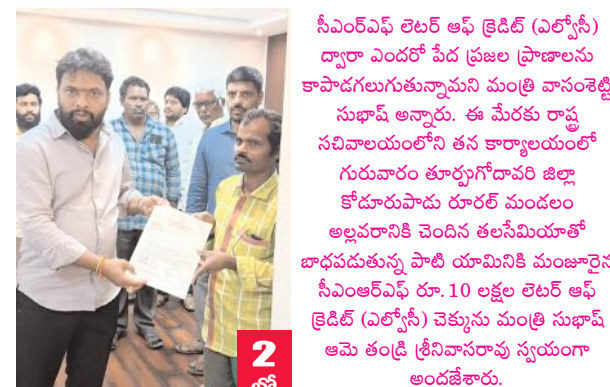 సీఎంర్ఎఫ్ లెటర్ ఆఫ్ క్రెడిట్ (ఎల్వోసీ)
ద్వారా ఎందరో పేద ప్రజల ప్రాణాలను
కాపాడగలుగుతున్నామని మంత్రి వాసంశెట్టి
సుభాష్ అన్నారు. ఈ మేరకు రాష్ట్ర
సచివాలయంలోని తన కార్యాలయంలో
గురువారం తూర్పుగోదావరి జిల్లా
కోడూరుపాడు రూరల్ మండలం
అల్లవరానికి చెందిన తలసేమియాతో
బాధపడుతున్న పాటి యామినికి మంజూరైన
సీఎంఆర్ఎఫ్ రూ.10 లక్షల లెటర్ ఆఫ్
క్రెడిట్ (ఎల్వోసీ) చెక్కును మంత్రి సుభాష్
ఆమె తండ్రి శ్రీనివాసరావు స్వయంగా
అందజేశారు.
2
లో